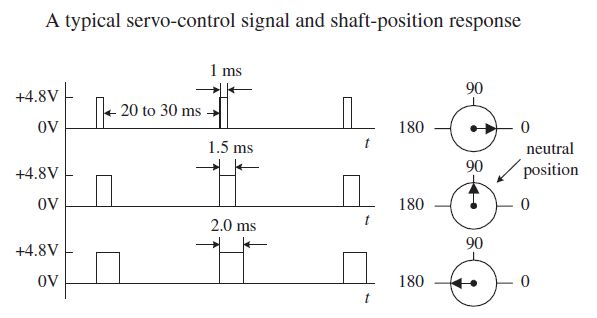 A typical servo-control signal and shaft-position response
1 ms
+4.8V
20 to 30 ms
0V
t
90
180
0
neutral
position
1.5 ms
+4.8V
0V
t
90
180
0
2.0 ms
+4.8V
0V
t
90
180
0